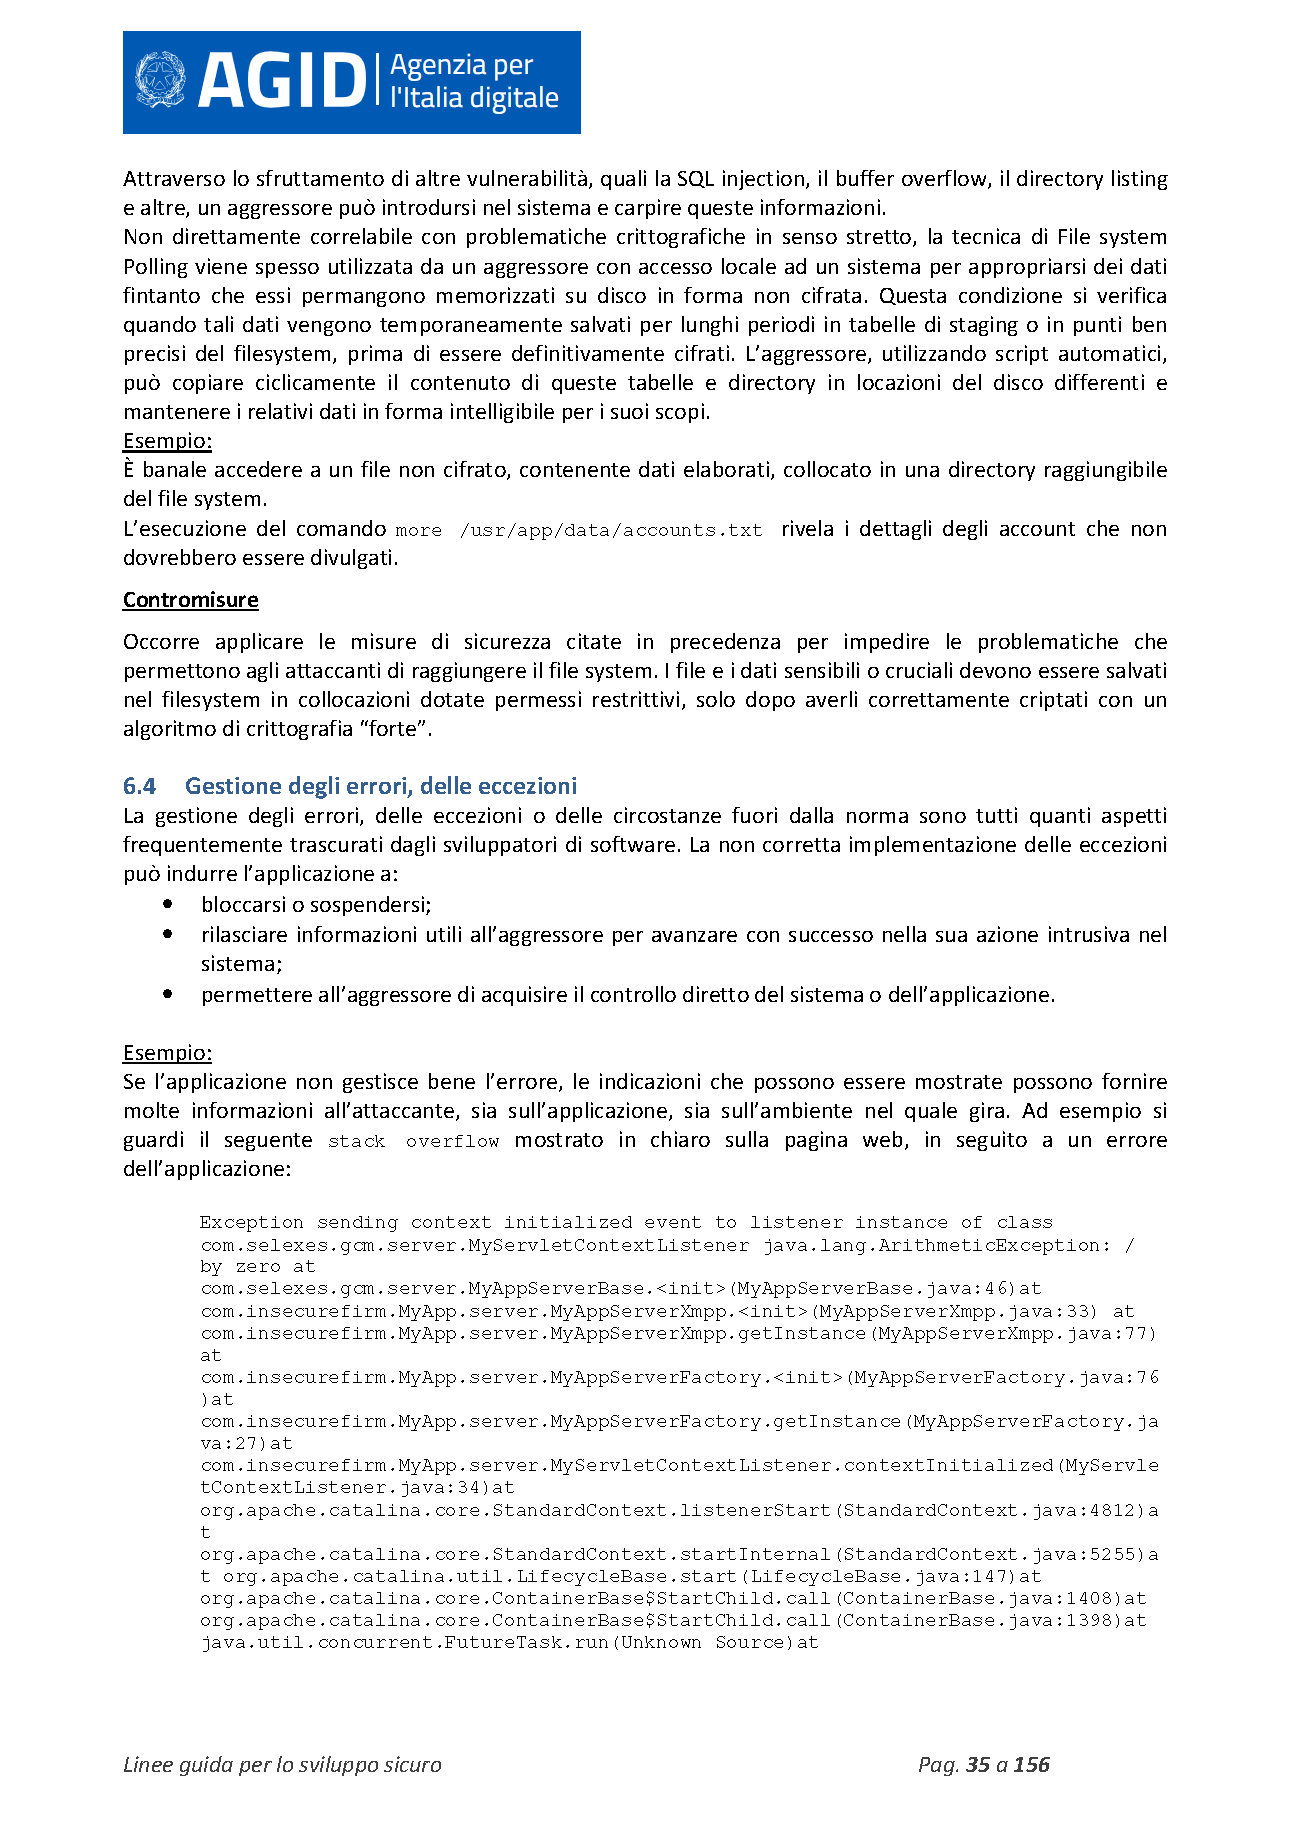 AGID Agenzia per
l'Italia digitale
Attraverso lo sfruttamento di altre vulnerabilità, quali la SQL injection, il buffer overflow, il directory listing
e altre, un aggressore può introdursi nel sistema e carpire queste informazioni.
Non direttamente correlabile con problematiche crittografiche in senso stretto, la tecnica di File system
Polling viene spesso utilizzata da un aggressore con accesso locale ad un sistema per appropriarsi dei dati
fintanto che essi permangono memorizzati su disco in forma non cifrata. Questa condizione si verifica
quando tali dati vengono temporaneamente salvati per lunghi periodi in tabelle di staging o in punti ben
precisi del filesystem, prima di essere definitivamente cifrati. L’aggressore, utilizzando script automatici,
può copiare ciclicamente il contenuto di queste tabelle e directory in locazioni del disco differenti e
mantenere i relativi dati in forma intelligibile per i suoi scopi.
Esempio:
È banale accedere a un file non cifrato, contenente dati elaborati, collocato in una directory raggiungibile
del file system.
L’esecuzione del comando more /usr/app/data/accounts.txt rivela i dettagli degli account che non
dovrebbero essere divulgati.
Contromisure
Occorre applicare le misure di sicurezza citate in precedenza per impedire le problematiche che
permettono agli attaccanti di raggiungere il file system. I file e i dati sensibili o cruciali devono essere salvati
nel filesystem in collocazioni dotate permessi restrittivi, solo dopo averli correttamente criptati con un
algoritmo di crittografia “forte”.
6.4 Gestione degli errori, delle eccezioni
La gestione degli errori, delle eccezioni o delle circostanze fuori dalla norma sono tutti quanti aspetti
frequentemente trascurati dagli sviluppatori di software. La non corretta implementazione delle eccezioni
può indurre l’applicazione a:
• bloccarsi o sospendersi;
• rilasciare informazioni utili all’aggressore per avanzare con successo nella sua azione intrusiva nel
sistema;
• permettere all’aggressore di acquisire il controllo diretto del sistema o dell’applicazione.
Esempio:
Se l’applicazione non gestisce bene l’errore, le indicazioni che possono essere mostrate possono fornire
molte informazioni all’attaccante, sia sull’applicazione, sia sull’ambiente nel quale gira. Ad esempio si
guardi il seguente stack overflow mostrato in chiaro sulla pagina web, in seguito a un errore
dell’applicazione:
Exception sending context initialized event to listener instance of class
com.selexes.gcm.server.MyServletContextListener java.lang.ArithmeticException: /
by zero at
com.selexes.gcm.server.MyAppServerBase.<init>(MyAppServerBase.java:46)at
com.insecurefirm.MyApp.server.MyAppServerXmpp.<init>(MyAppServerXmpp.java:33) at
com.insecurefirm.MyApp.server.MyAppServerXmpp.getInstance(MyAppServerXmpp.java:77)
at
com.insecurefirm.MyApp.server.MyAppServerFactory.<init>(MyAppServerFactory.java:76
)at
com.insecurefirm.MyApp.server.MyAppServerFactory.getInstance(MyAppServerFactory.ja
va:27)at
com.insecurefirm.MyApp.server.MyServletContextListener.contextInitialized(MyServle
tContextListener.java:34)at
org.apache.catalina.core.StandardContext.listenerStart(StandardContext.java:4812)a
t
org.apache.catalina.core.StandardContext.startInternal(StandardContext.java:5255)a
t org.apache.catalina.util.LifecycleBase.start(LifecycleBase.java:147)at
org.apache.catalina.core.ContainerBase$StartChild.call(ContainerBase.java:1408)at
org.apache.catalina.core.ContainerBase$StartChild.call(ContainerBase.java:1398)at
java.util.concurrent.FutureTask.run(Unknown Source)at
Linee guida per lo sviluppo sicuro Pag. 35 a 156